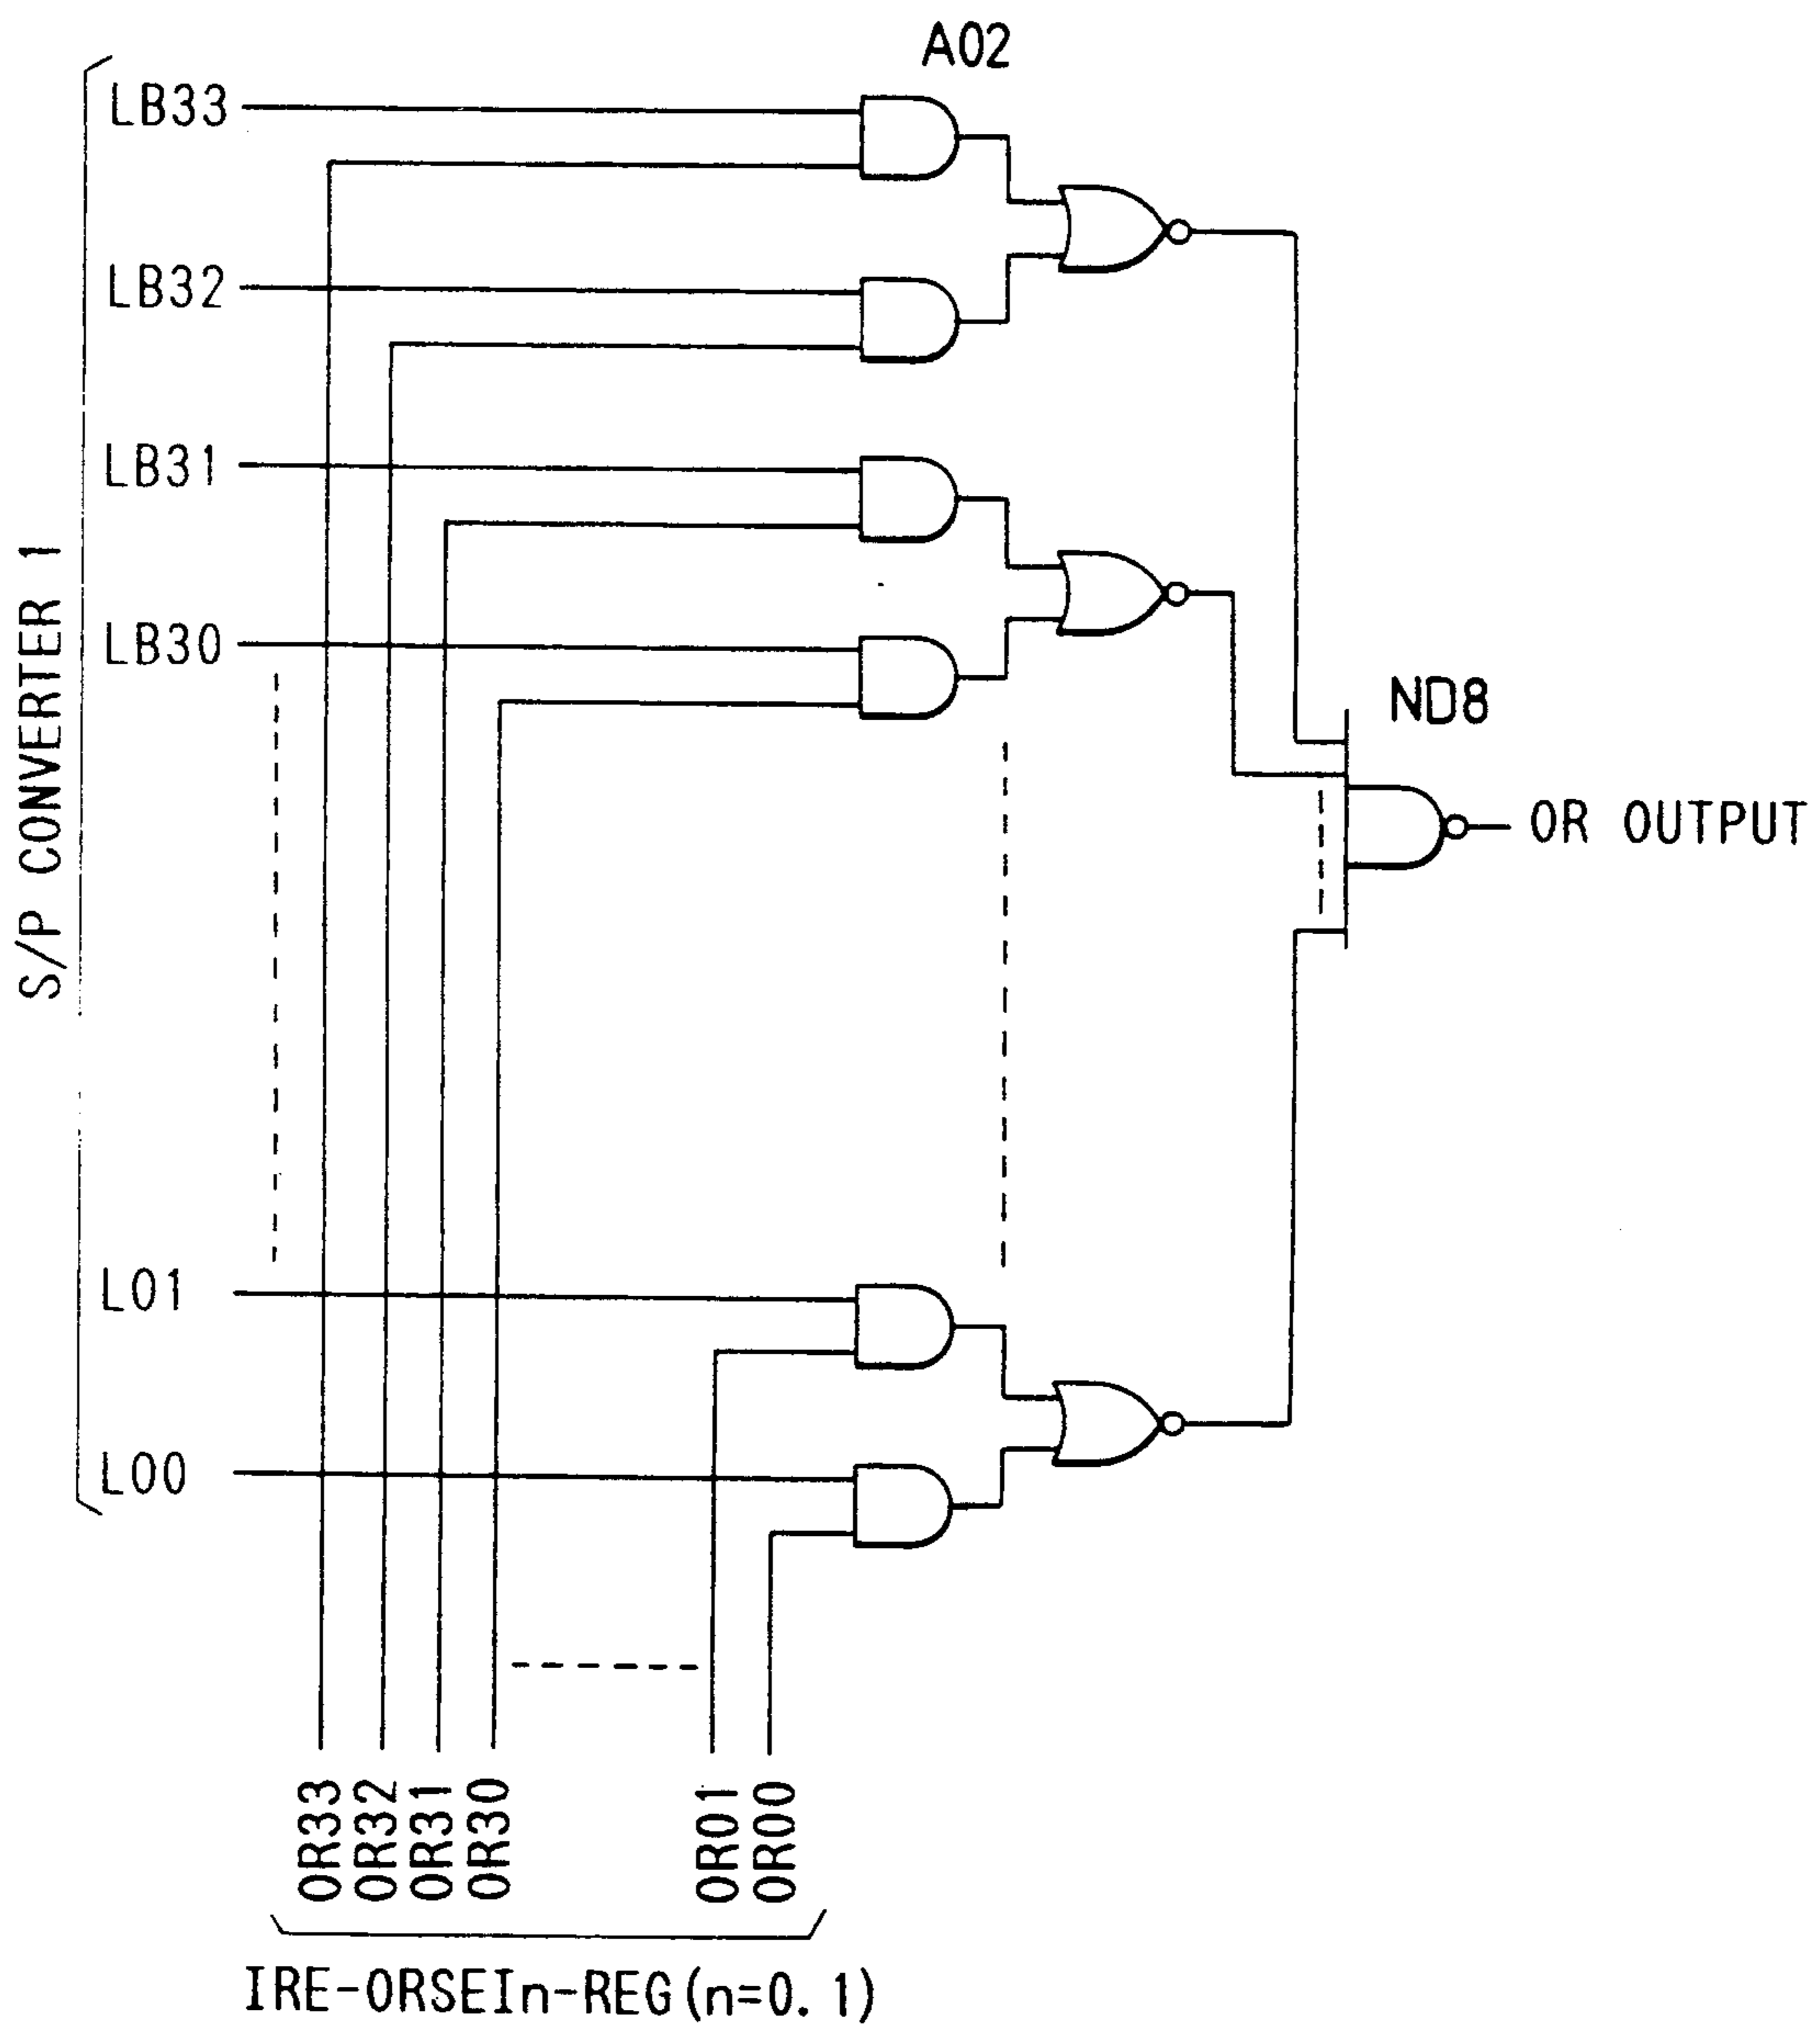 A02
LB33
LB32
LB31
LB30
S/P CONVERTER 1
ND8
OR OUTPUT
L01
L00
OR33
OR32
OR31
OR30
OR01
OR00
IRE-ORSEIn-REG(n=0.1)